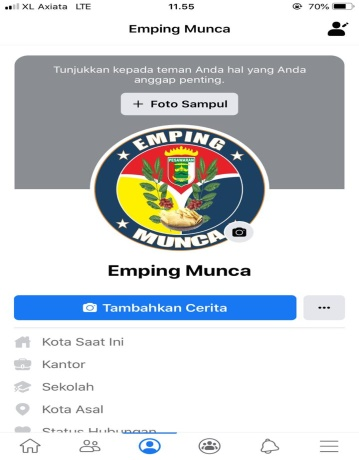 XL Axiata LTE 11.55 70%
Emping Munca
Tunjukkan kepada teman Anda hal yang Anda
anggap penting.
+ Foto Sampul
EMPING
PESAWARAN
MUNCA
Emping Munca
Tambahkan Cerita
Kota Saat Ini
Kantor
Sekolah
Kota Asal
Status Hubungan